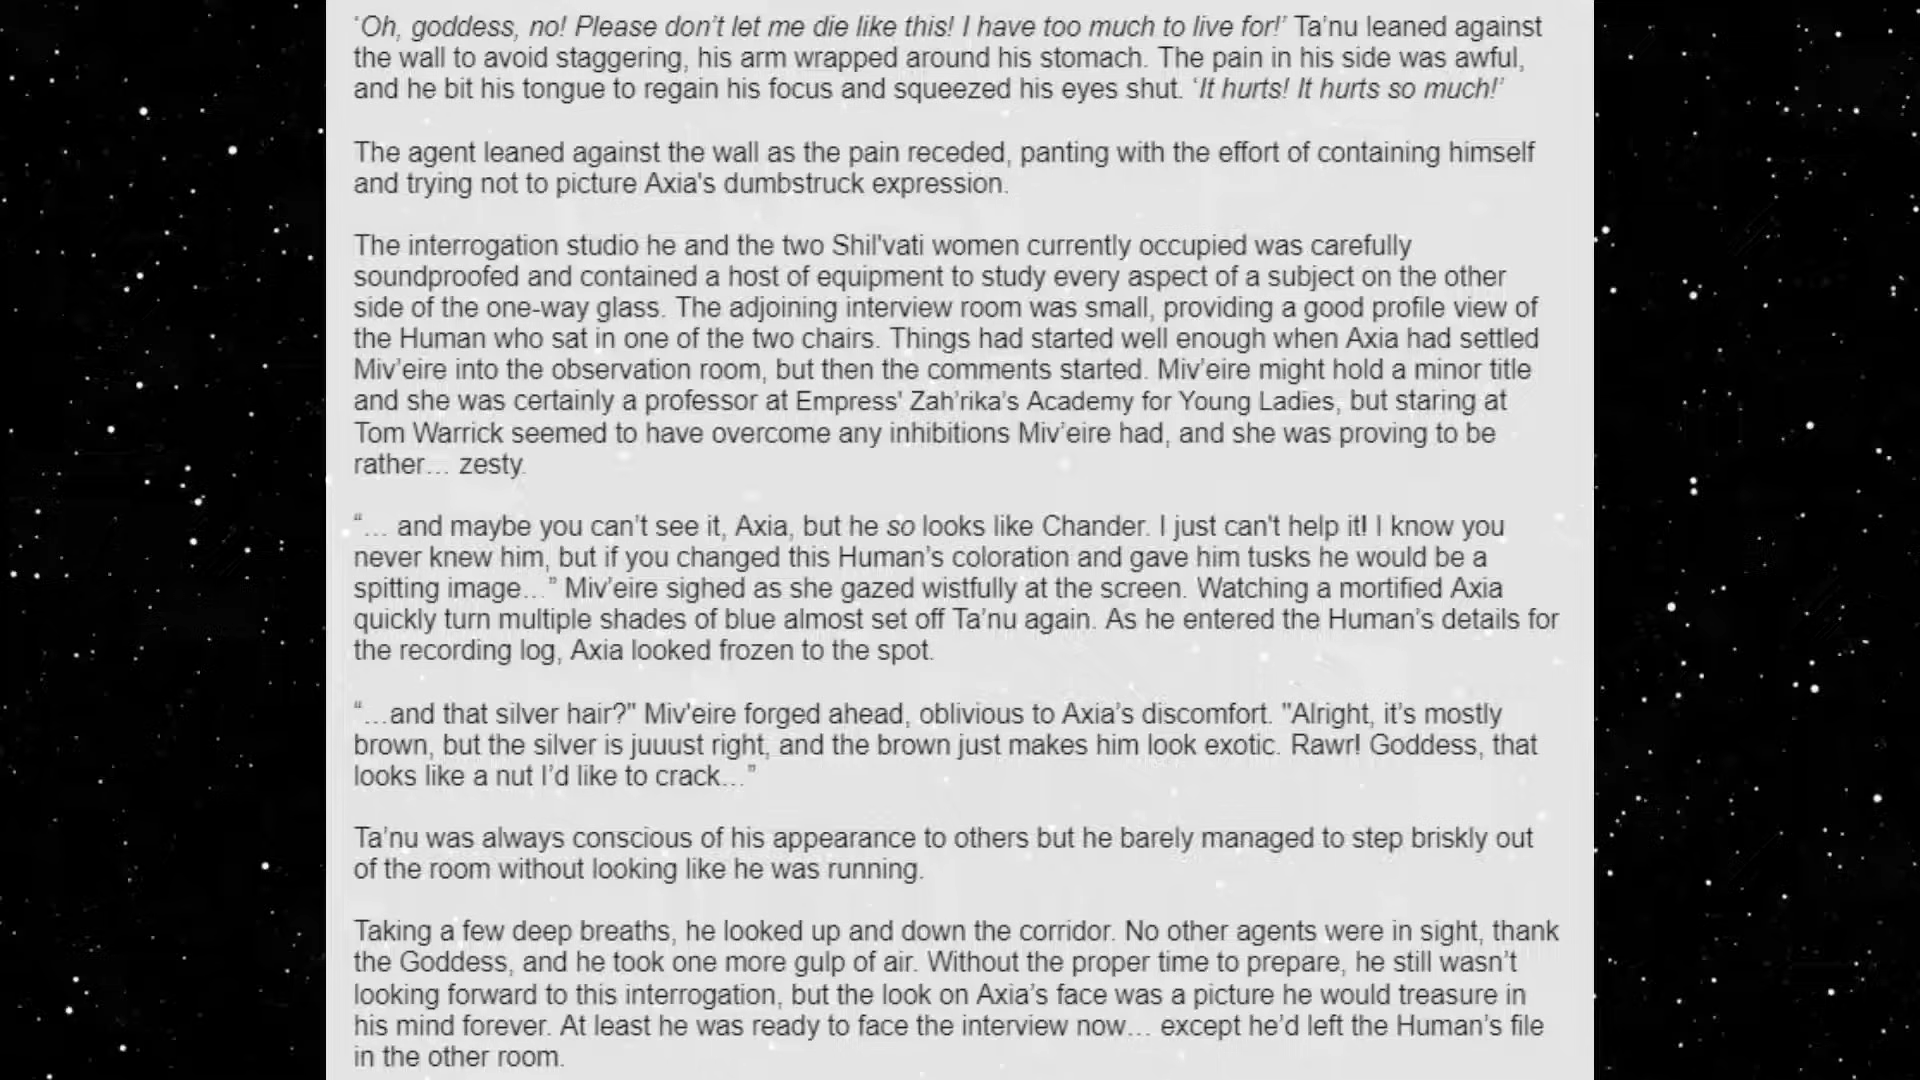 ‘Oh, goddess, no! Please don’t let me die like this! I have too much to live for!’ Ta’nu leaned against
the wall to avoid staggering, his arm wrapped around his stomach. The pain in his side was awful,
and he bit his tongue to regain his focus and squeezed his eyes shut. ‘It hurts! It hurts so much!’
The agent leaned against the wall as the pain receded, panting with the effort of containing himself
and trying not to picture Axia's dumbstruck expression.
The interrogation studio he and the two Shil'vati women currently occupied was carefully
soundproofed and contained a host of equipment to study every aspect of a subject on the other
side of the one-way glass. The adjoining interview room was small, providing a good profile view of
the Human who sat in one of the two chairs. Things had started well enough when Axia had settled
Miv’eire into the observation room, but then the comments started. Miv’eire might hold a minor title
and she was certainly a professor at Empress' Zah’rika’s Academy for Young Ladies, but staring at
Tom Warrick seemed to have overcome any inhibitions Miv’eire had, and she was proving to be
rather… zesty.
“… and maybe you can’t see it, Axia, but he so looks like Chander. I just can't help it! I know you
never knew him, but if you changed this Human’s coloration and gave him tusks he would be a
spitting image…” Miv’eire sighed as she gazed wistfully at the screen. Watching a mortified Axia
quickly turn multiple shades of blue almost set off Ta’nu again. As he entered the Human’s details for
the recording log, Axia looked frozen to the spot.
“…and that silver hair?" Miv’eire forged ahead, oblivious to Axia’s discomfort. "Alright, it’s mostly
brown, but the silver is juuust right, and the brown just makes him look exotic. Rawr! Goddess, that
looks like a nut I’d like to crack…”
Ta’nu was always conscious of his appearance to others but he barely managed to step briskly out
of the room without looking like he was running.
Taking a few deep breaths, he looked up and down the corridor. No other agents were in sight, thank
the Goddess, and he took one more gulp of air. Without the proper time to prepare, he still wasn’t
looking forward to this interrogation, but the look on Axia’s face was a picture he would treasure in
his mind forever. At least he was ready to face the interview now… except he’d left the Human’s file
in the other room.